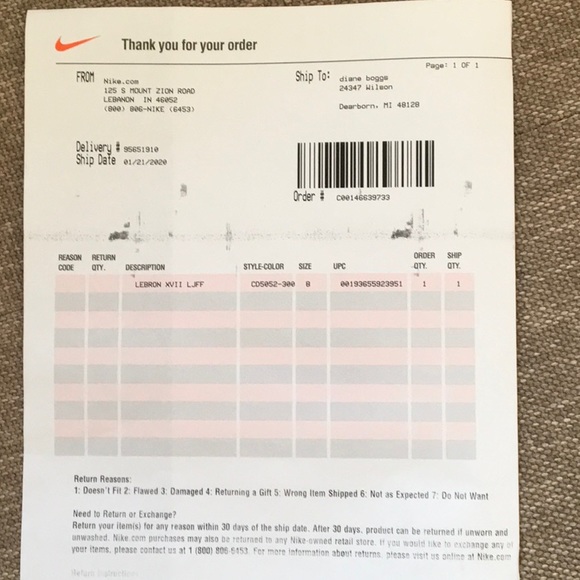 Thank you for your order
Page: 1 OF 1
FROM Nike.com
125 S MOUNT ZION ROAD
LEBANON IN 46052
(800) 806-NIKE (6453)
Ship To: diane boggs
24347 Wilson
Dearborn, MI 48128
Delivery # 95651910
Ship Date 01/21/2020
Order # C00146639733
REASON CODE RETURN QTY. DESCRIPTION STYLE-COLOR SIZE UPC ORDER QTY. SHIP QTY.
LEBRON XVII LJFF CD5052-300 8 00193655923951 1 1
Return Reasons:
1: Doesn't Fit 2: Flawed 3: Damaged 4: Returning a Gift 5: Wrong Item Shipped 6: Not as Expected 7: Do Not Want
Need to Return or Exchange?
Return your item(s) for any reason within 30 days of the ship date. After 30 days, product can be returned if unworn and
unwashed. Nike.com purchases may also be returned to any Nike-owned retail store. If you would like to exchange any of
your items, please contact us at 1 (800) 806-6453. For more information about returns, please visit us online at Nike.com
Return Instructions